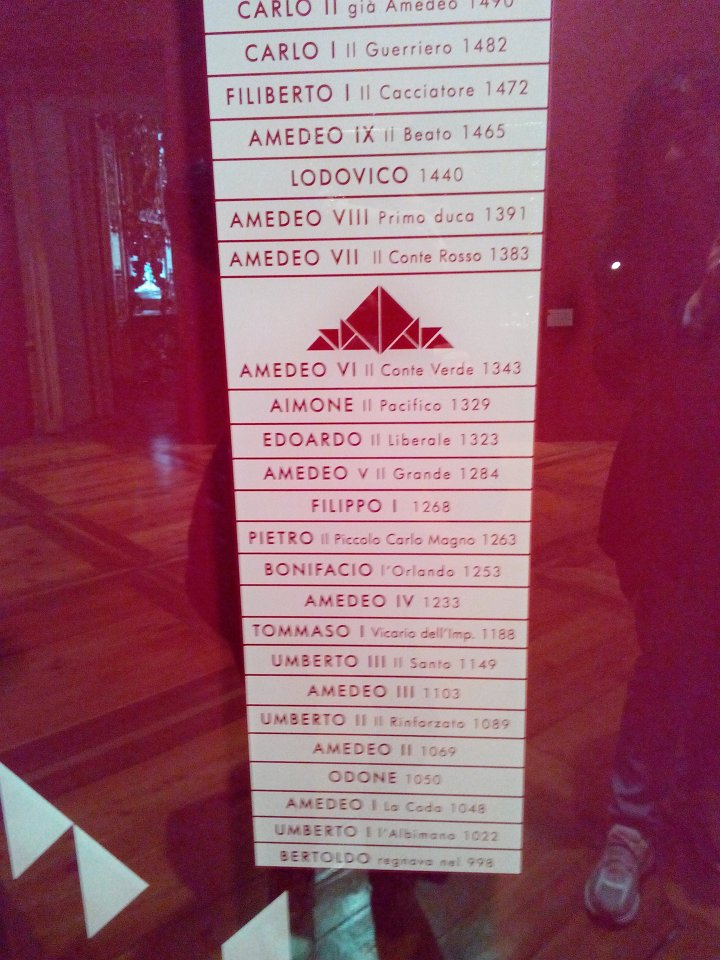 CARLO II già Amedeo 1490
CARLO I Il Guerriero 1482
FILIBERTO I Il Cacciatore 1472
AMEDEO IX Il Beato 1465
LODOVICO 1440
AMEDEO VIII Primo duca 1391
AMEDEO VII Il Conte Rosso 1383
AMEDEO VI Il Conte Verde 1343
AIMONE Il Pacifico 1329
EDOARDO Il Liberale 1323
AMEDEO V Il Grande 1284
FILIPPO I 1268
PIETRO Il Piccolo Carlo Magno 1263
BONIFACIO l'Orlando 1253
AMEDEO IV 1233
TOMMASO I Vicario dell'Imp. 1188
UMBERTO III Il Santo 1149
AMEDEO III 1103
UMBERTO II Il Rinforzato 1089
AMEDEO II 1069
ODONE 1050
AMEDEO I La Coda 1048
UMBERTO I l'Albimano 1022
BERTOLDO regnava nel 998